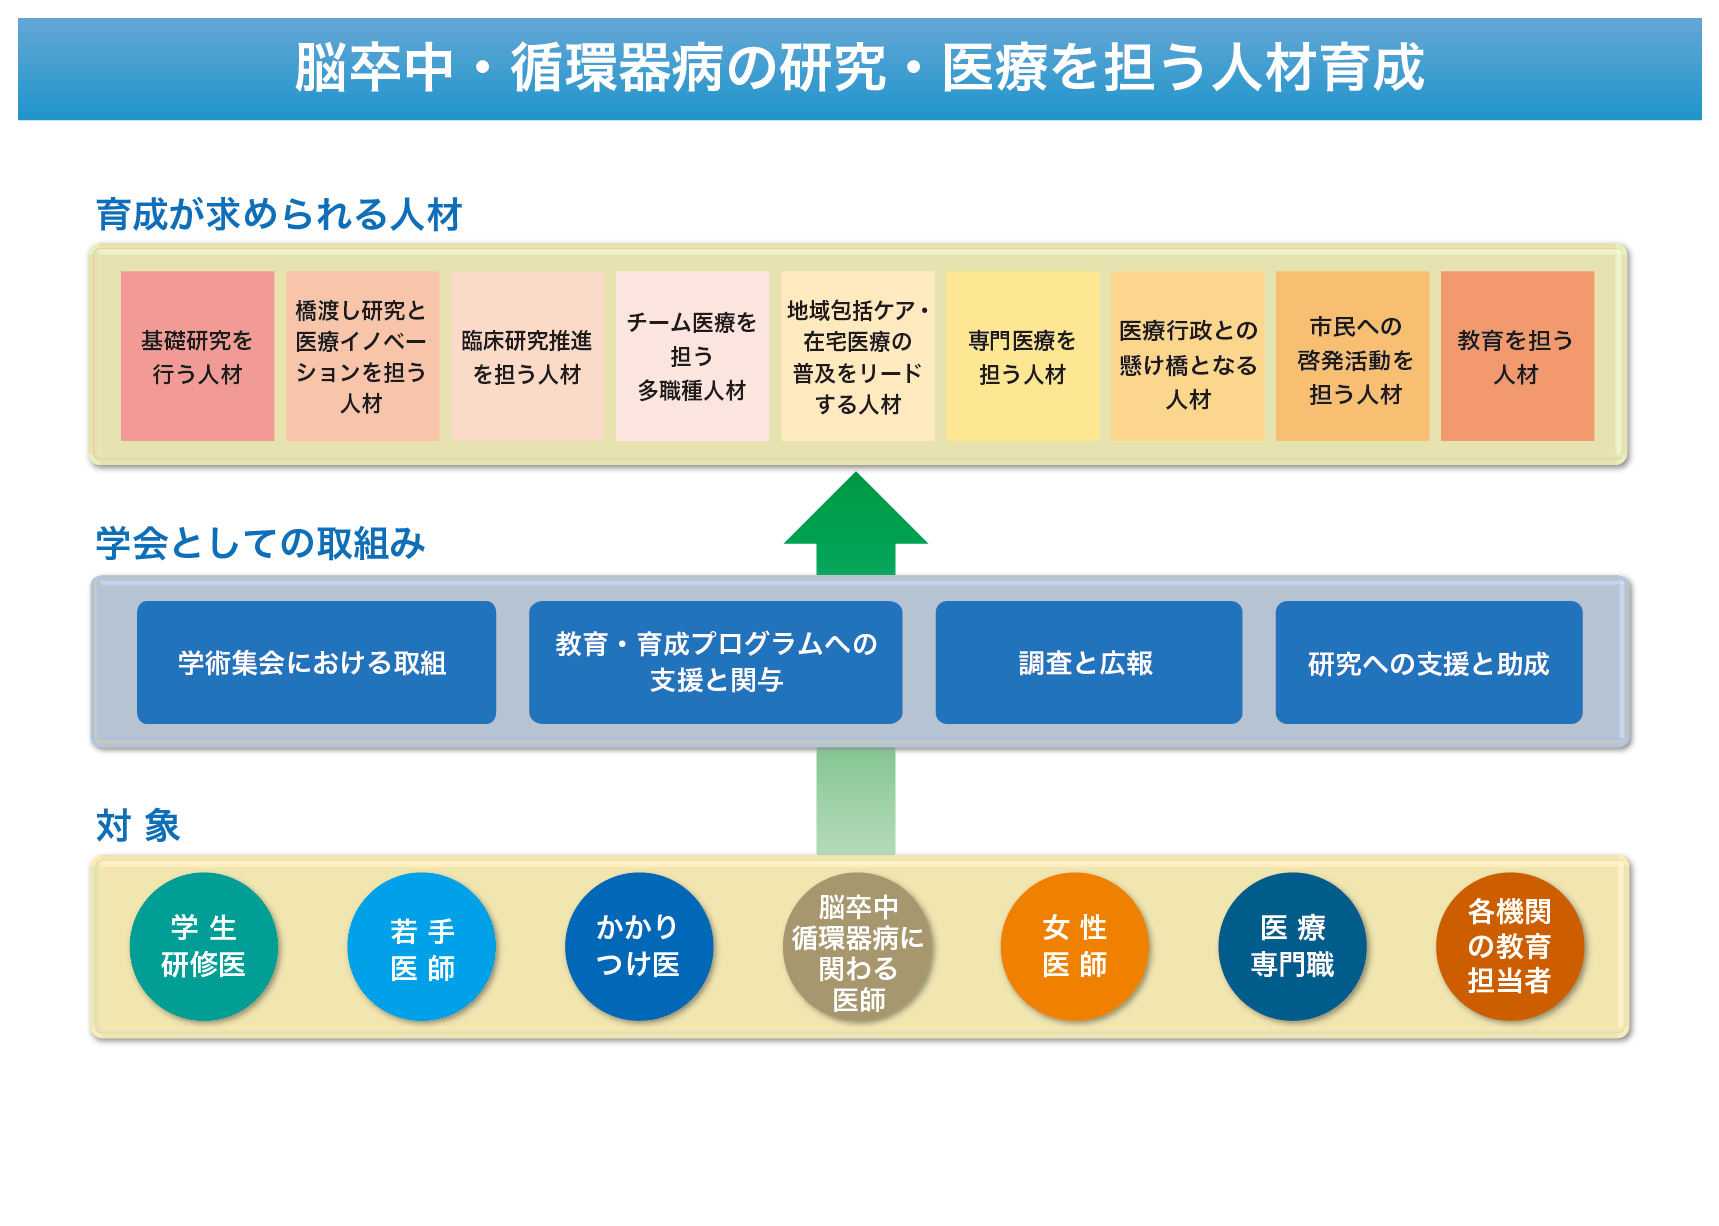 脳卒中・循環器病の研究・医療を担う人材育成
育成が求められる人材
基礎研究を
行う人材
橋渡し研究と
医療イノベー
ションを担う
人材
臨床研究推進
を担う人材
チーム医療を
担う
多職種人材
地域包括ケア・
在宅医療の
普及をリード
する人材
専門医療を
担う人材
医療行政との
懸け橋となる
人材
市民への
啓発活動を
担う人材
教育を担う
人材
学会としての取組み
学術集会における取組
教育・育成プログラムへの
支援と関与
調査と広報
研究への支援と助成
対 象
学 生
研修医
若 手
医 師
かかり
つけ医
脳卒中
循環器病に
関わる
医師
女 性
医 師
医 療
専門職
各機関
の教育
担当者